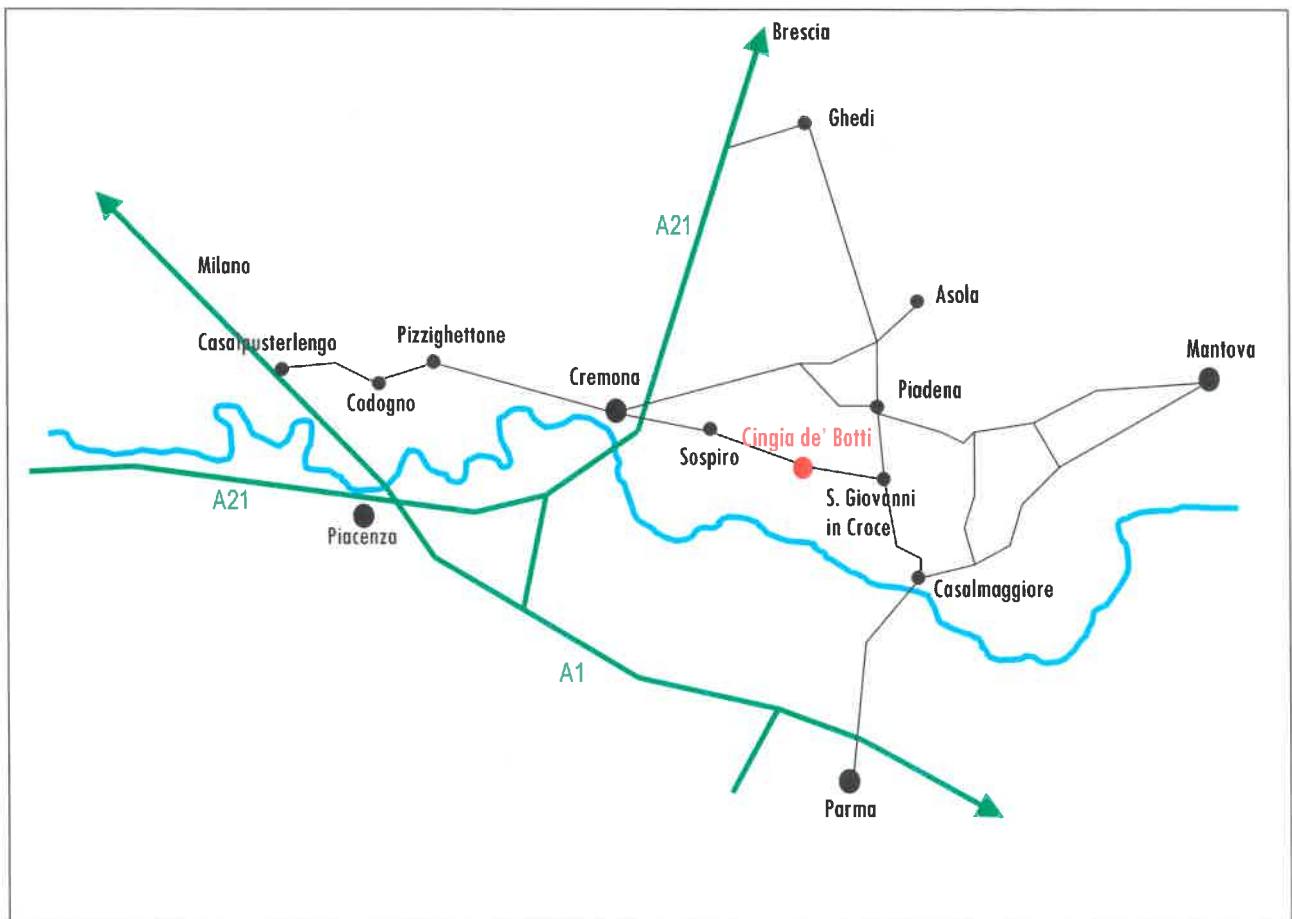 Brescia
Ghedi
A21
Milano
Asola
Casalpusterlengo
Pizzighettone
Mantova
Cremona
Codogno
Piadena
Cingia de' Botti
Sospiro
A21
S. Giovanni
in Croce
Piacenza
Casalmaggiore
A1
Parma